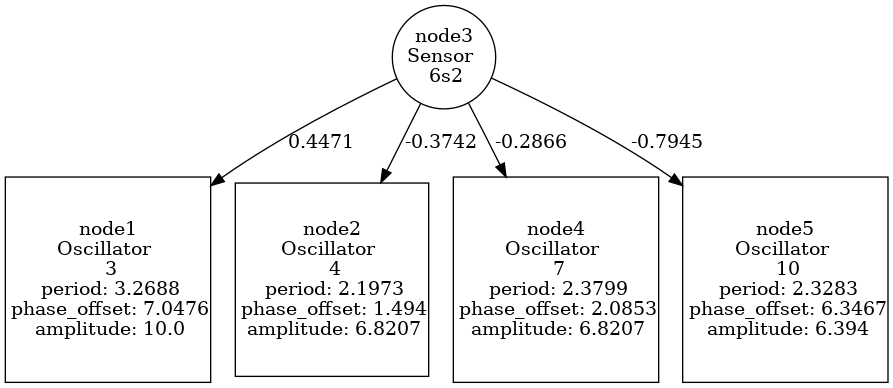 node3
Sensor
6s2
0.4471
-0.3742
-0.2866
-0.7945
node1
Oscillator
3
period: 3.2688
phase_offset: 7.0476
amplitude: 10.0
node2
Oscillator
4
period: 2.1973
phase_offset: 1.494
amplitude: 6.8207
node4
Oscillator
7
period: 2.3799
phase_offset: 2.0853
amplitude: 6.8207
node5
Oscillator
10
period: 2.3283
phase_offset: 6.3467
amplitude: 6.394